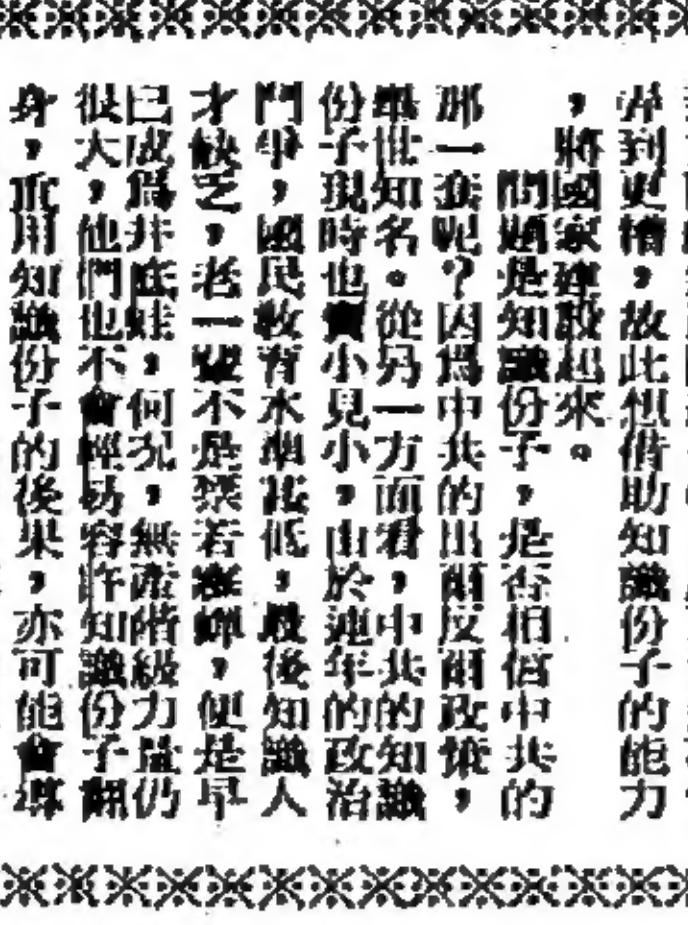 弄到更糟，故此想借助知識份子的能力
，將國家建設起來。
問題是知識份子，是否相信中共的
那一套呢？因爲中共的出爾反爾政策，
舉世知名。從另一方面看，中共的知識
份子現時也實小見小，由於連年的政治
鬥爭，國民敎育水準甚低，最後知識人
才缺乏，老一輩不是噤若寒蟬，便是早
已成爲井底蛙，何況，無產階級力量仍
很大，他們也不會輕易容許知識份子翻
身，重用知識份子的後果，亦可能會導